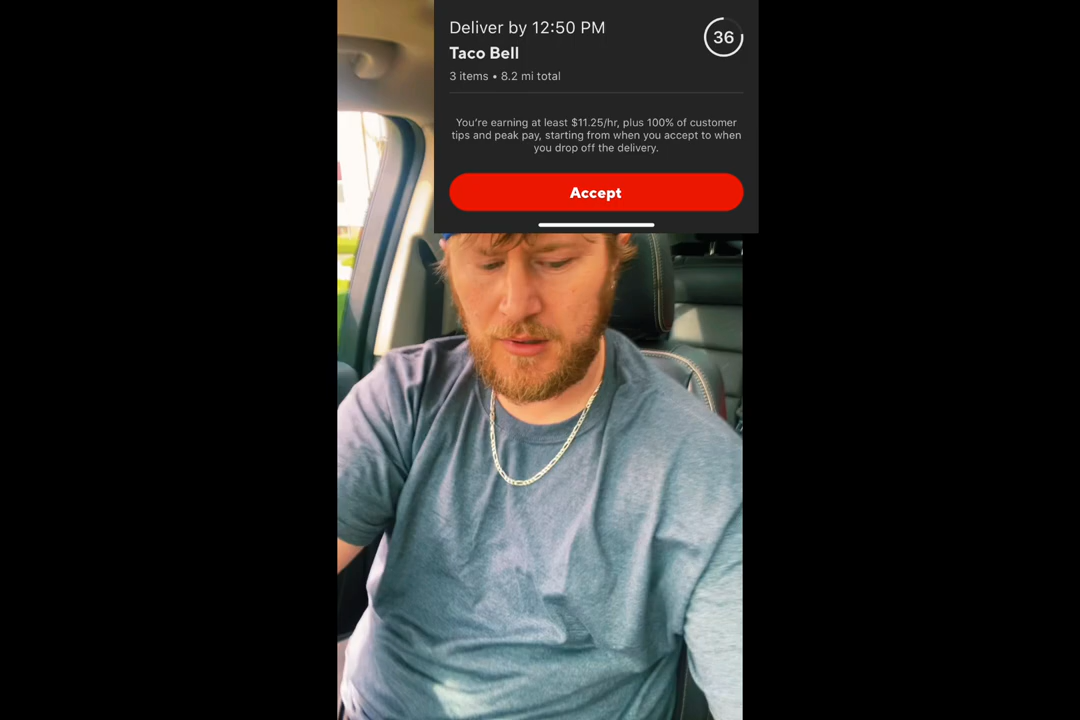 Deliver by 12:50 PM
36
Taco Bell
3 items • 8.2 mi total
You’re earning at least $11.25/hr, plus 100% of customer
tips and peak pay, starting from when you accept to when
you drop off the delivery.
Accept